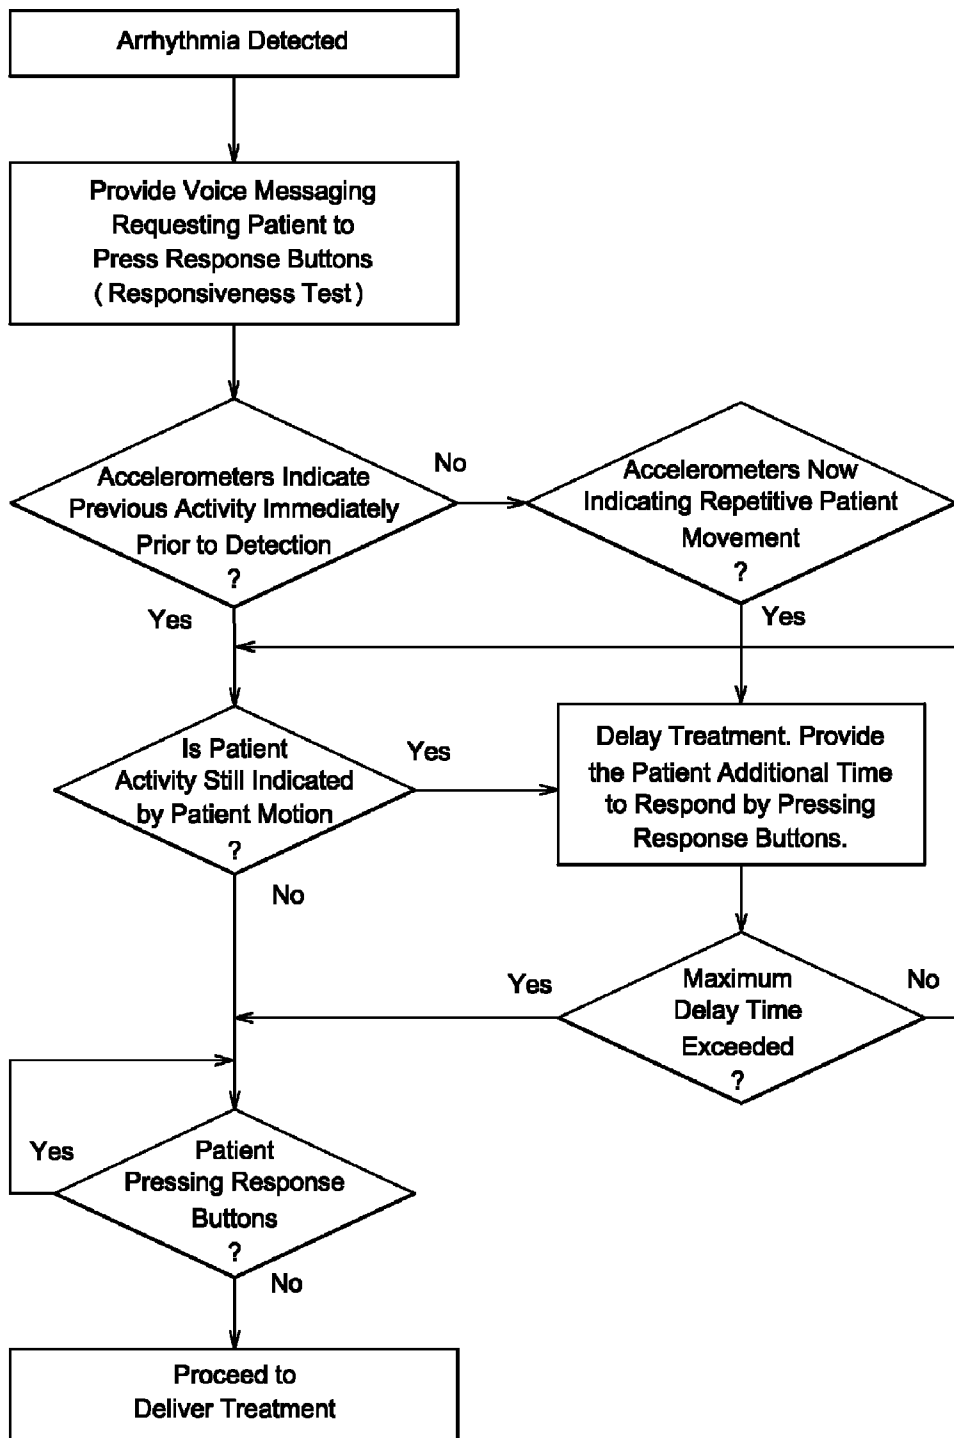 Arrhythmia Detected
Provide Voice Messaging
Requesting Patient to
Press Response Buttons
(Responsiveness Test)
Accelerometers Indicate
Previous Activity Immediately
Prior to Detection
?
No
Accelerometers Now
Indicating Repetitive Patient
Movement
?
Yes
Yes
Is Patient
Activity Still Indicated
by Patient Motion
?
Yes
No
Delay Treatment. Provide
the Patient Additional Time
to Respond by Pressing
Response Buttons.
Yes
Maximum
Delay Time
Exceeded
?
No
Yes
Patient
Pressing Response
Buttons
?
No
Proceed to
Deliver Treatment